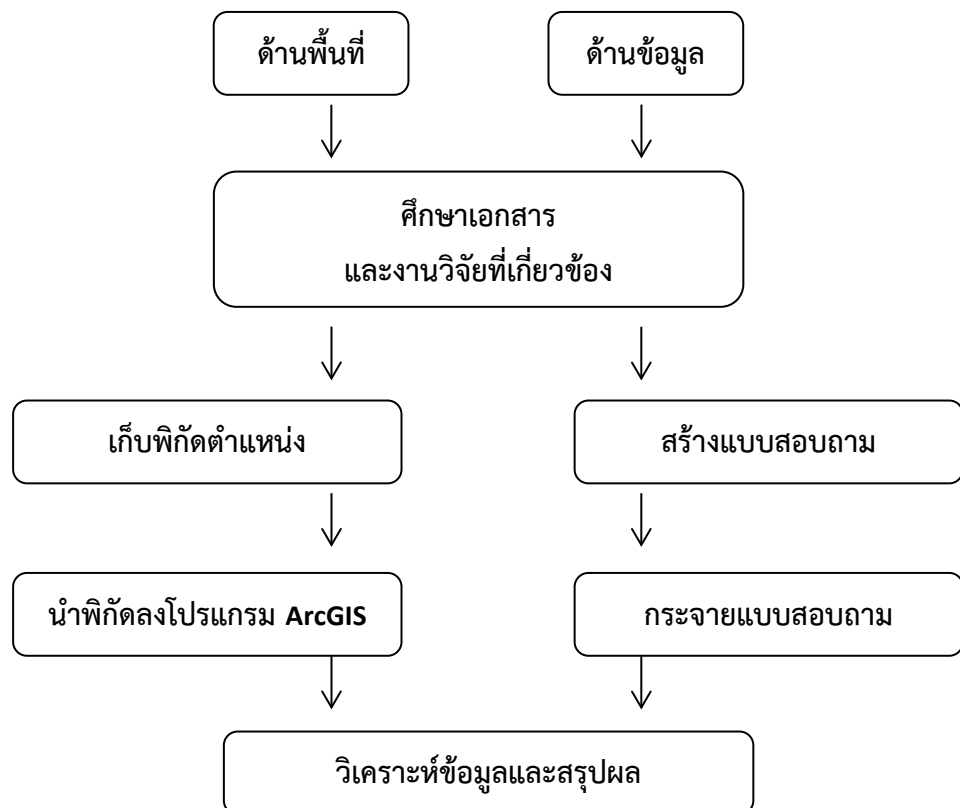 ด้านพื้นที่
ด้านข้อมูล
ศึกษาเอกสาร
และงานวิจัยที่เกี่ยวข้อง
เก็บพิกัดตำแหน่ง
สร้างแบบสอบถาม
นำพิกัดลงโปรแกรม ArcGIS
กระจายแบบสอบถาม
วิเคราะห์ข้อมูลและสรุปผล